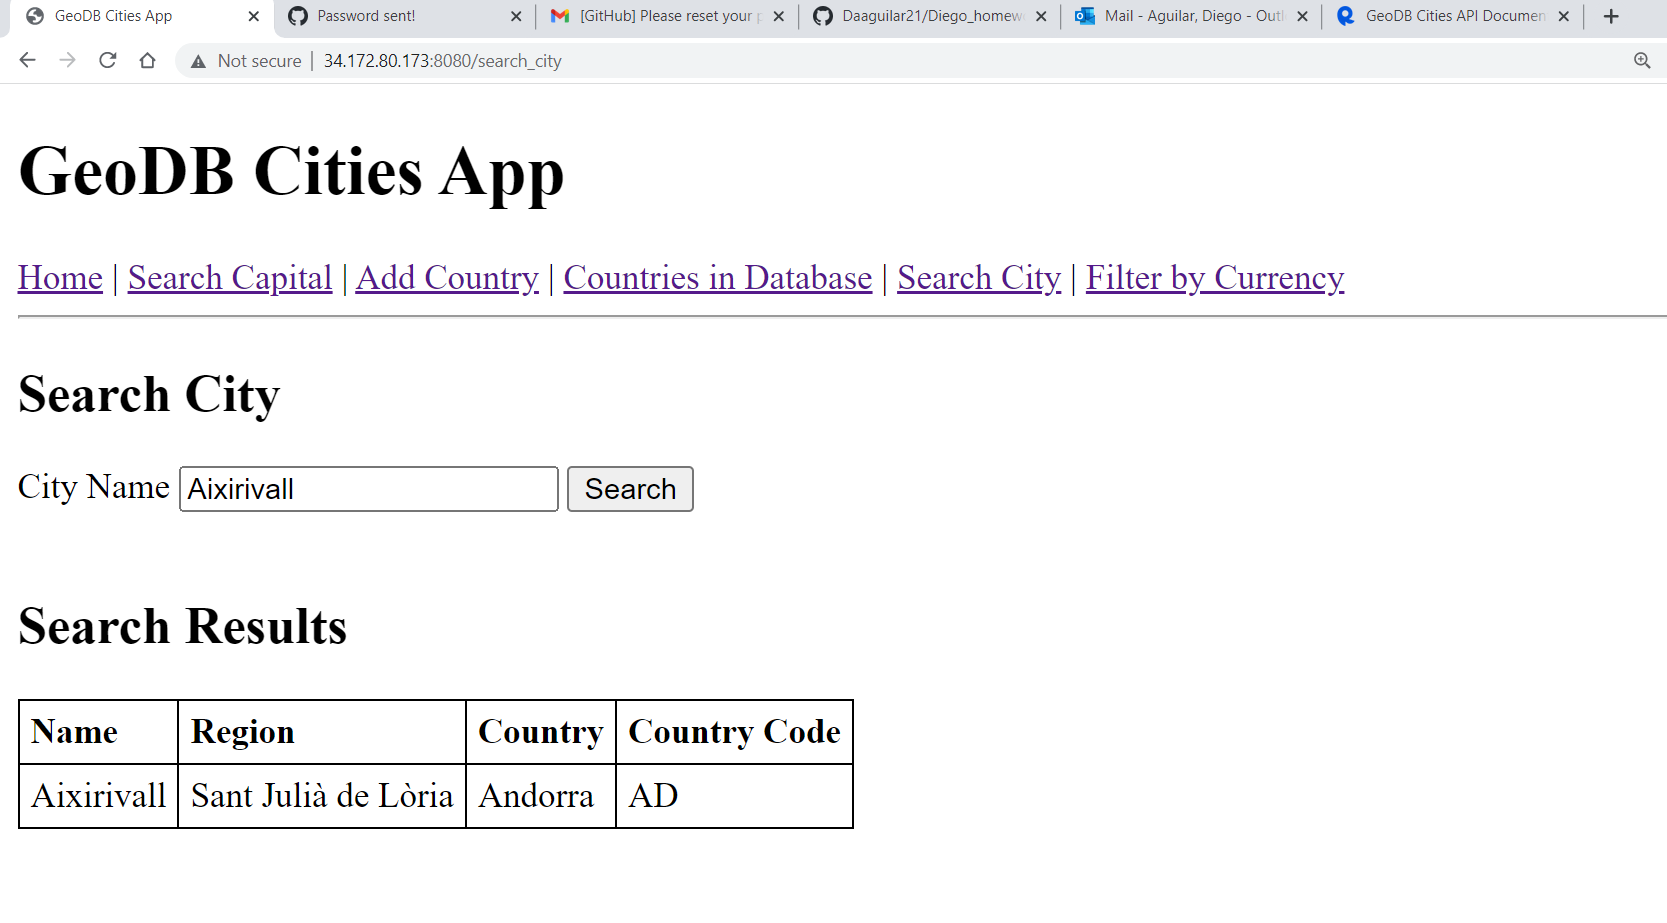 GeoDB Cities App
Password sent!
[GitHub] Please reset your p
Daaguilar21/Diego_homew
Mail - Aguilar, Diego - Outl
GeoDB Cities API Documen
Not secure | 34.172.80.173:8080/search_city
GeoDB Cities App
Home | Search Capital | Add Country | Countries in Database | Search City | Filter by Currency
Search City
City Name Aixirivall Search
Search Results
Name Region Country Country Code
Aixirivall Sant Julià de Lòria Andorra AD